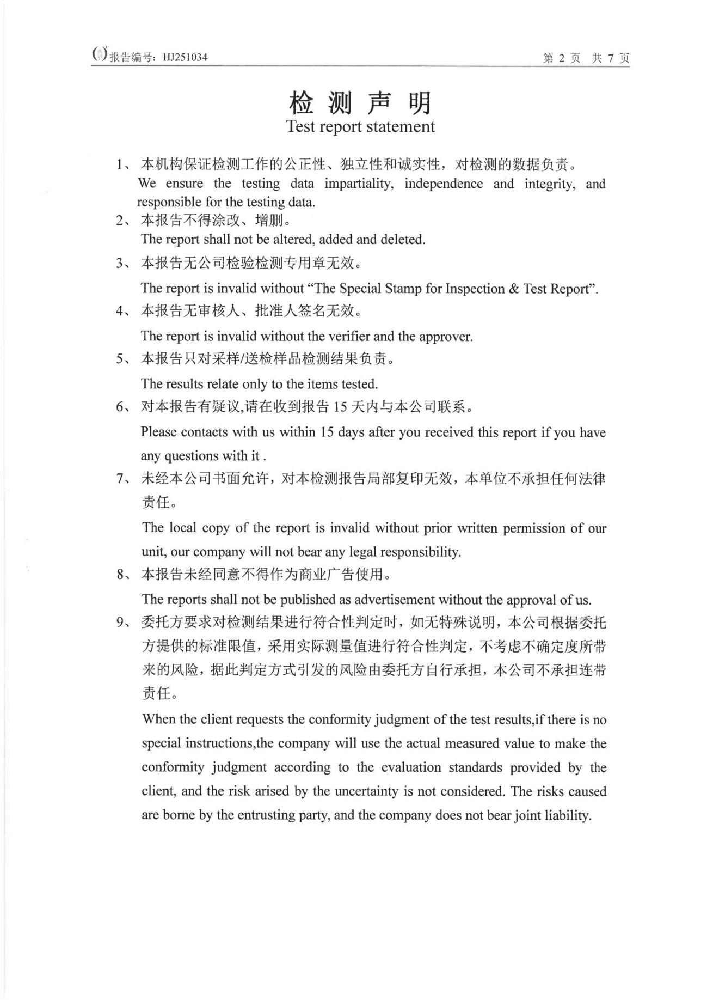 报告编号：HJ251034
第 2 页 共 7 页
检 测 声 明
Test report statement
1、 本机构保证检测工作的公正性、独立性和诚实性，对检测的数据负责。
We ensure the testing data impartiality, independence and integrity, and
responsible for the testing data.
2、 本报告不得涂改、增删。
The report shall not be altered, added and deleted.
3、 本报告无公司检验检测专用章无效。
The report is invalid without “The Special Stamp for Inspection & Test Report”.
4、 本报告无审核人、批准人签名无效。
The report is invalid without the verifier and the approver.
5、 本报告只对采样/送检样品检测结果负责。
The results relate only to the items tested.
6、 对本报告有疑议,请在收到报告 15 天内与本公司联系。
Please contacts with us within 15 days after you received this report if you have
any questions with it .
7、 未经本公司书面允许，对本检测报告局部复印无效，本单位不承担任何法律
责任。
The local copy of the report is invalid without prior written permission of our
unit, our company will not bear any legal responsibility.
8、 本报告未经同意不得作为商业广告使用。
The reports shall not be published as advertisement without the approval of us.
9、 委托方要求对检测结果进行符合性判定时，如无特殊说明，本公司根据委托
方提供的标准限值，采用实际测量值进行符合性判定，不考虑不确定度所带
来的风险，据此判定方式引发的风险由委托方自行承担，本公司不承担连带
责任。
When the client requests the conformity judgment of the test results,if there is no
special instructions,the company will use the actual measured value to make the
conformity judgment according to the evaluation standards provided by the
client, and the risk arised by the uncertainty is not considered. The risks caused
are borne by the entrusting party, and the company does not bear joint liability.